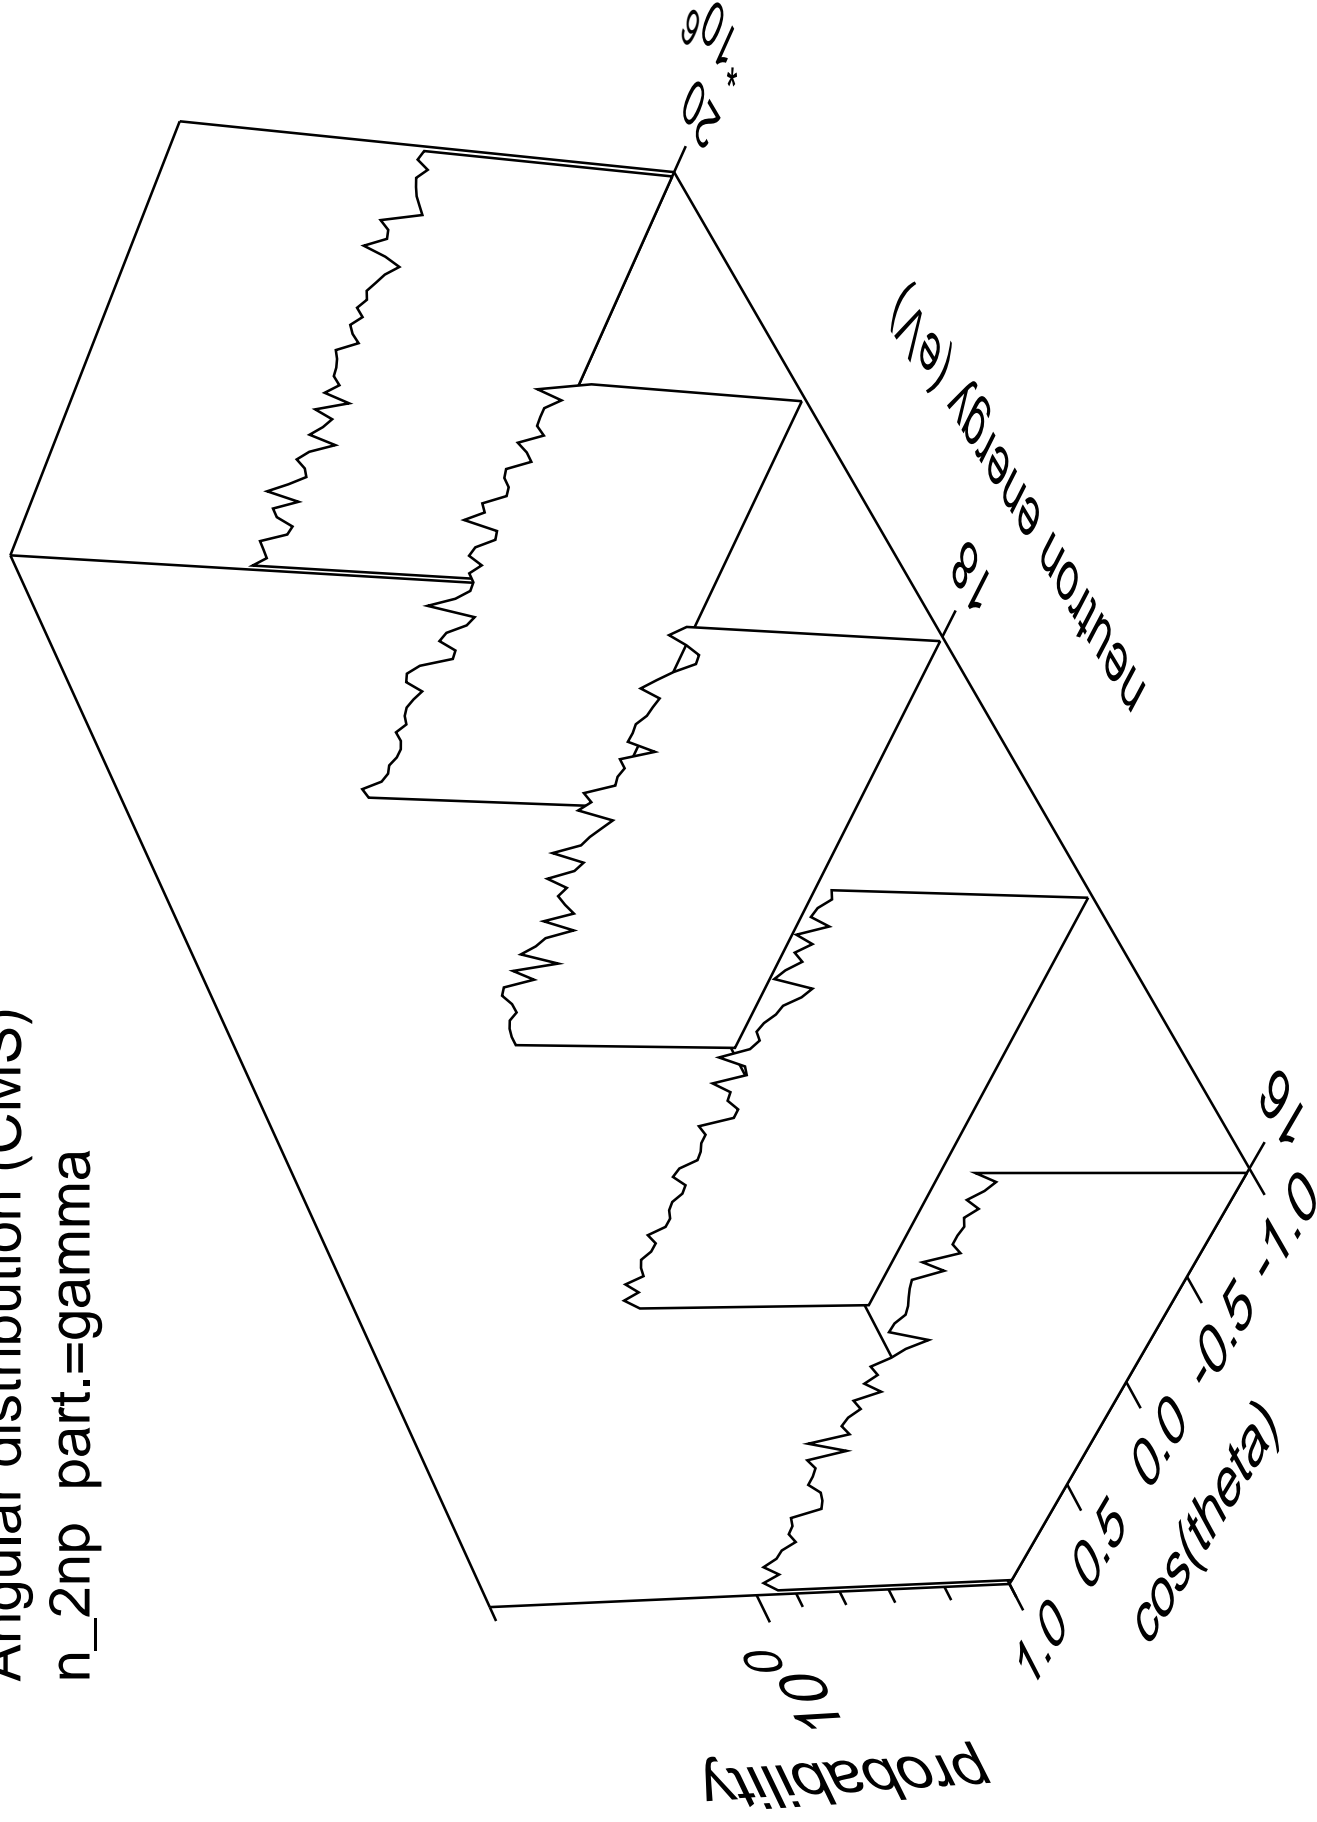 Angular distribution (CMS)
n_2np part.=gamma
probability
10^0
1.0 0.5 0.0 -0.5 -1.0
cos(theta)
16 18 20
*10^6
neutron energy (eV)